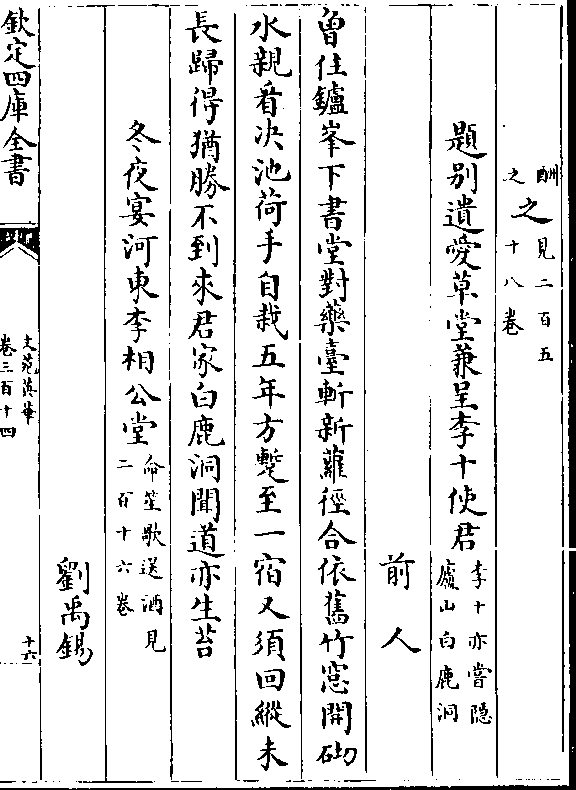 酬之見二百五
之十八卷
題別遺愛草堂兼呈李十使君李十亦嘗隐
廬山白鹿洞
前人
曾住鑪峯下書堂對藥臺斬新蘿徑合依舊竹窓開砌
水親看決池荷手自栽五年方蹔至一宿又須回縱未
長歸得猶勝不到來君家白鹿洞聞道亦生苔
冬夜宴河東李相公堂命笙歌送酒見
二百十六卷
劉禹錫
欽定四庫全書
文苑英華
卷三百十四
十六